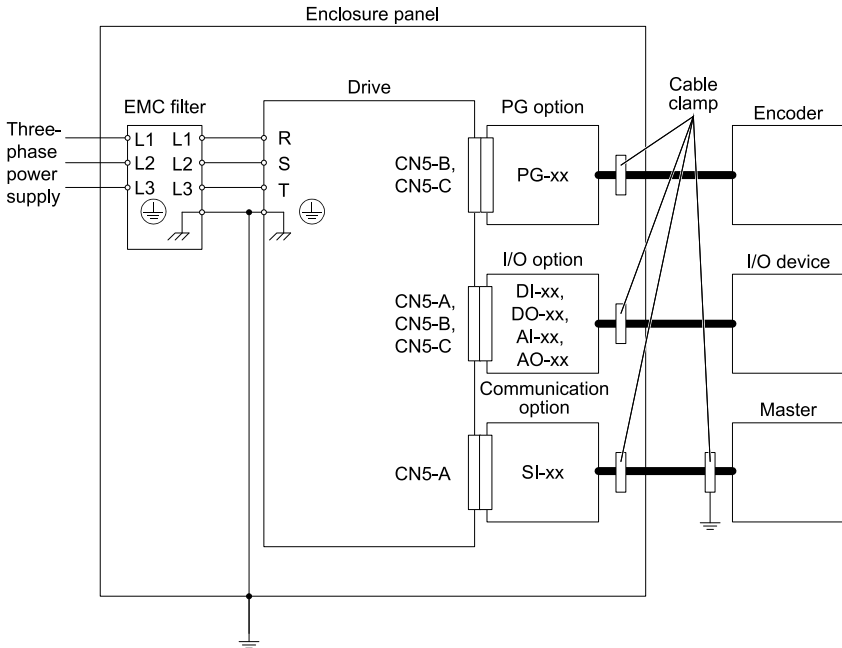 Enclosure panel
Drive
EMC filter
PG option
Cable
clamp
Encoder
Three-
phase
power
supply
L1 L1
L2 L2
L3 L3
R
S
T
CN5-B,
CN5-C
PG-xx
I/O option
I/O device
CN5-A,
CN5-B,
CN5-C
DI-xx,
DO-xx,
AI-xx,
AO-xx
Communication
option
Master
CN5-A
SI-xx